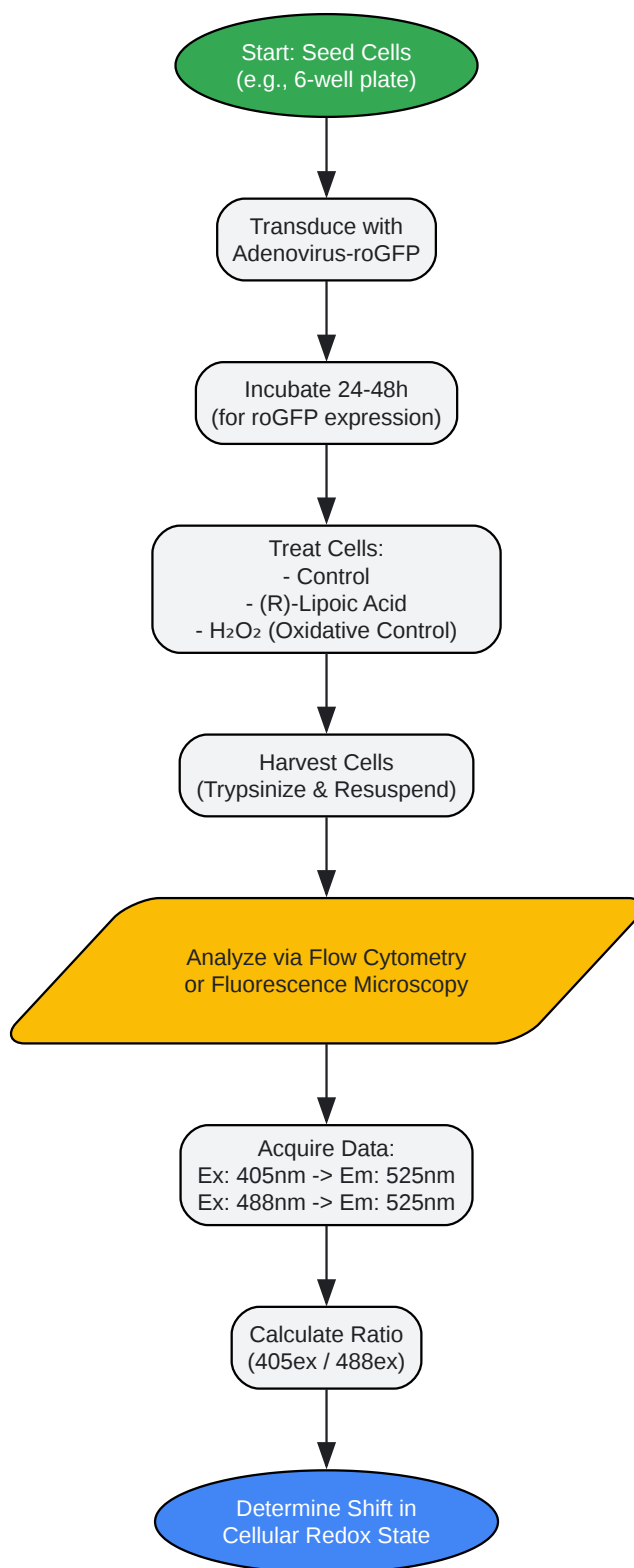 Start: Seed Cells
(e.g., 6-well plate)
Transduce with
Adenovirus-roGFP
Incubate 24-48h
(for roGFP expression)
Treat Cells:
- Control
- (R)-Lipoic Acid
- H₂O₂ (Oxidative Control)
Harvest Cells
(Trypsinize & Resuspend)
Analyze via Flow Cytometry
or Fluorescence Microscopy
Acquire Data:
Ex: 405nm -> Em: 525nm
Ex: 488nm -> Em: 525nm
Calculate Ratio
(405ex / 488ex)
Determine Shift in
Cellular Redox State